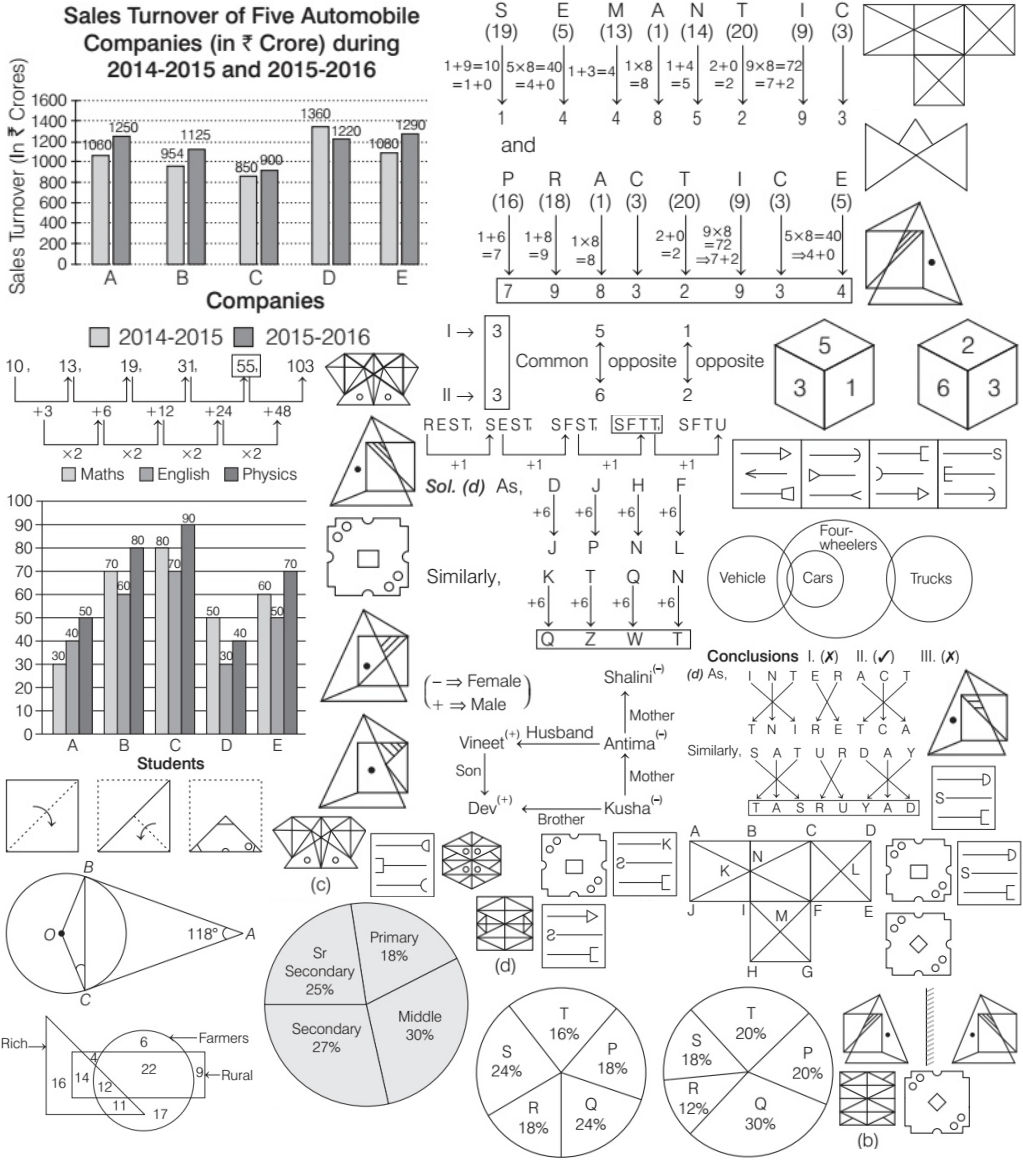 Sales Turnover of Five Automobile
Companies (in ₹ Crore) during
2014-2015 and 2015-2016
Sales Turnover (In ₹ Crores)
1600
1400
1200
1000
800
600
400
200
0
1060
1250
954
1125
850
900
1360
1220
1080
1290
A B C D E
Companies
2014-2015 2015-2016
S E M A N T I C
(19) (5) (13) (1) (14) (20) (9) (3)
1+9=10 5×8=40 1+3=4 1×8 1+4 2+0 9×8=72
=1+0 =4+0 =8 =5 =2 =7+2
1 4 4 8 5 2 9 3
and
P R A C T I C E
(16) (18) (1) (3) (20) (9) (3) (5)
1+6 1+8 1×8 2+0 9×8 5×8=40
=7 =9 =8 =2 =72 ⇒4+0
⇒7+2
7 9 8 3 2 9 3 4
10, 13, 19, 31, 55, 103
+3 +6 +12 +24 +48
×2 ×2 ×2 ×2
I → 3 5 1
Common opposite opposite
II → 3 6 2
5
3 1
2
6 3
REST, SEST, SFST, SFTT, SFTU
+1 +1 +1 +1
Maths English Physics
100
90
80
70
60
50
40
30
20
10
0
30 40 50
70 60 80
80 70 90
50 30 40
60 50 70
A B C D E
Students
Sol. (d) As, D J H F
+6 +6 +6 +6
J P N L
Similarly, K T Q N
+6 +6 +6 +6
Q Z W T
S
Four-
wheelers
Vehicle Cars Trucks
Conclusions I. (✗) II. (✓) III. (✗)
(d) As, I N T E R A C T
T N I R E T C A
Similarly, S A T U R D A Y
T A S R U Y A D
(− ⇒ Female
+ ⇒ Male)
Shalini(−)
Mother
Vineet(+) Husband Antima(−)
Son Mother
Dev(+) Kusha(−)
Brother
(c)
K
S
S
(d)
S
S
A B C D
N
K L
J I M F E
H G
B
O 118° A
C
Primary
18%
Sr
Secondary
25%
Secondary
27%
Middle
30%
Rich
Farmers
Rural
6
4
22
9
16
14
12
11
17
T
16%
P
18%
Q
24%
R
18%
S
24%
T
20%
P
20%
Q
30%
R
12%
S
18%
(b)